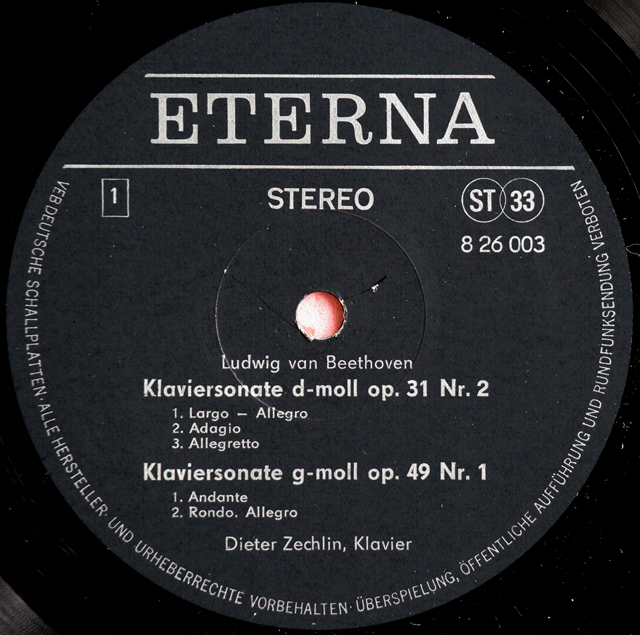 ETERNA
1
STEREO
ST 33
8 26 003
Ludwig van Beethoven
Klaviersonate d-moll op. 31 Nr. 2
1. Largo – Allegro
2. Adagio
3. Allegretto
Klaviersonate g-moll op. 49 Nr. 1
1. Andante
2. Rondo. Allegro
Dieter Zechlin, Klavier
VEB DEUTSCHE SCHALLPLATTEN · ALLE HERSTELLER- UND URHEBERRECHTE VORBEHALTEN · ÜBERSPIELUNG, ÖFFENTLICHE AUFFÜHRUNG UND RUNDFUNKSENDUNG VERBOTEN